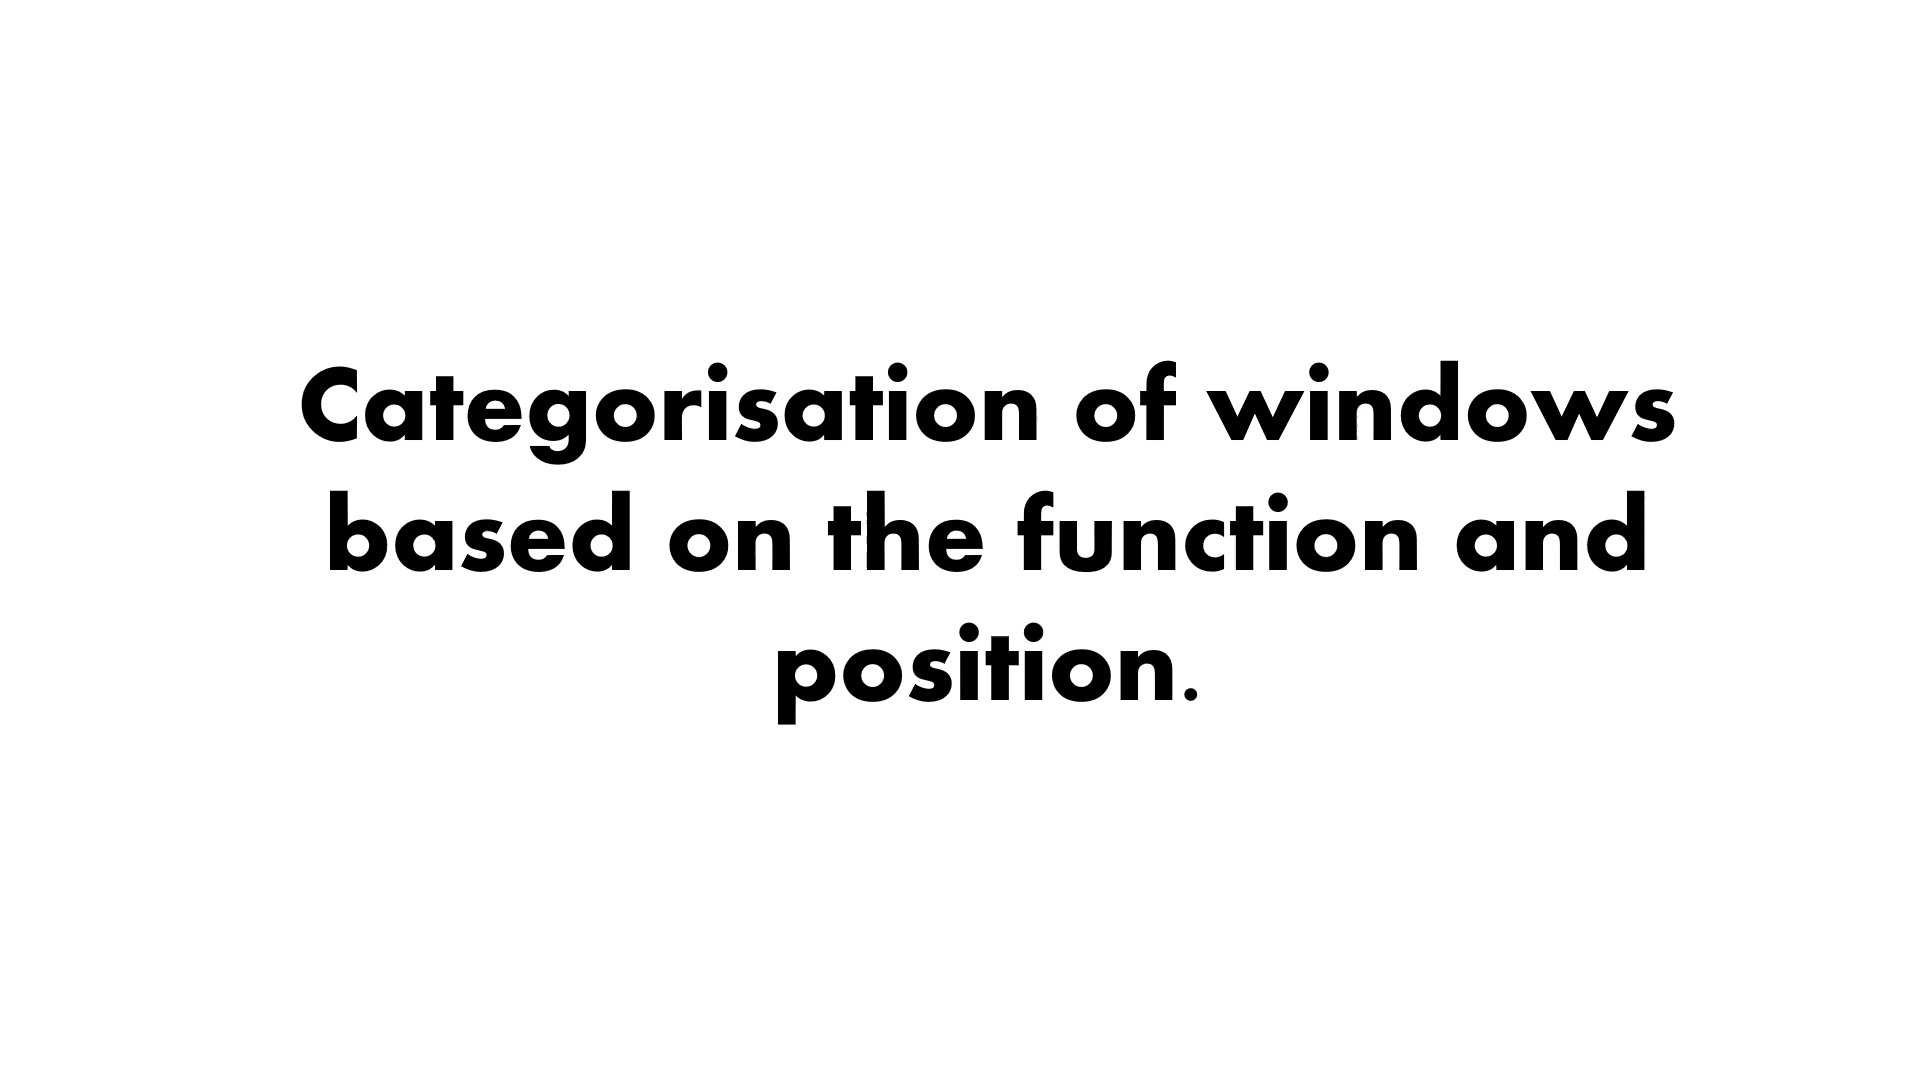 Categorisation of windows
based on the function and
position.